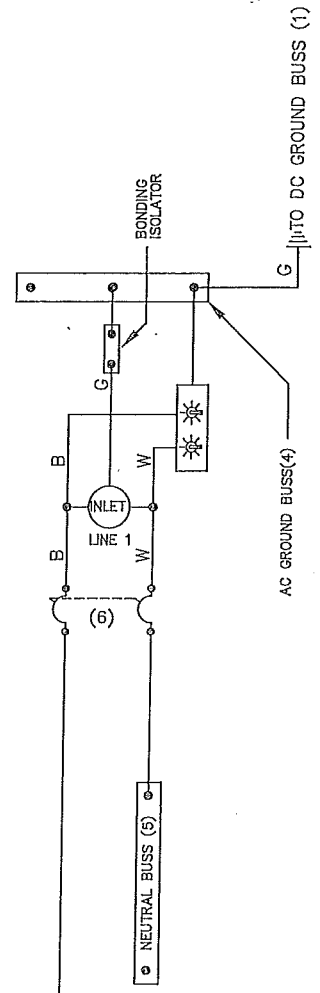 TO DC GROUND BUSS (1)
G
BONDING
ISOLATOR
G
B
B
INLET
W
W
LINE 1
(6)
AC GROUND BUSS(4)
NEUTRAL BUSS (5)